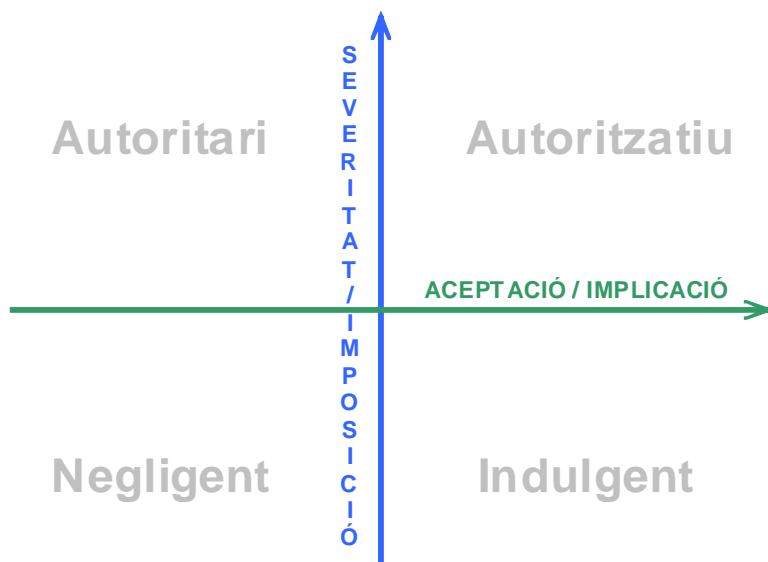 Autoritari
Autoritzatiu
SEVERITAT/IMPOSICIÓ
ACEPTACIÓ / IMPLICACIÓ
Negligent
Indulgent